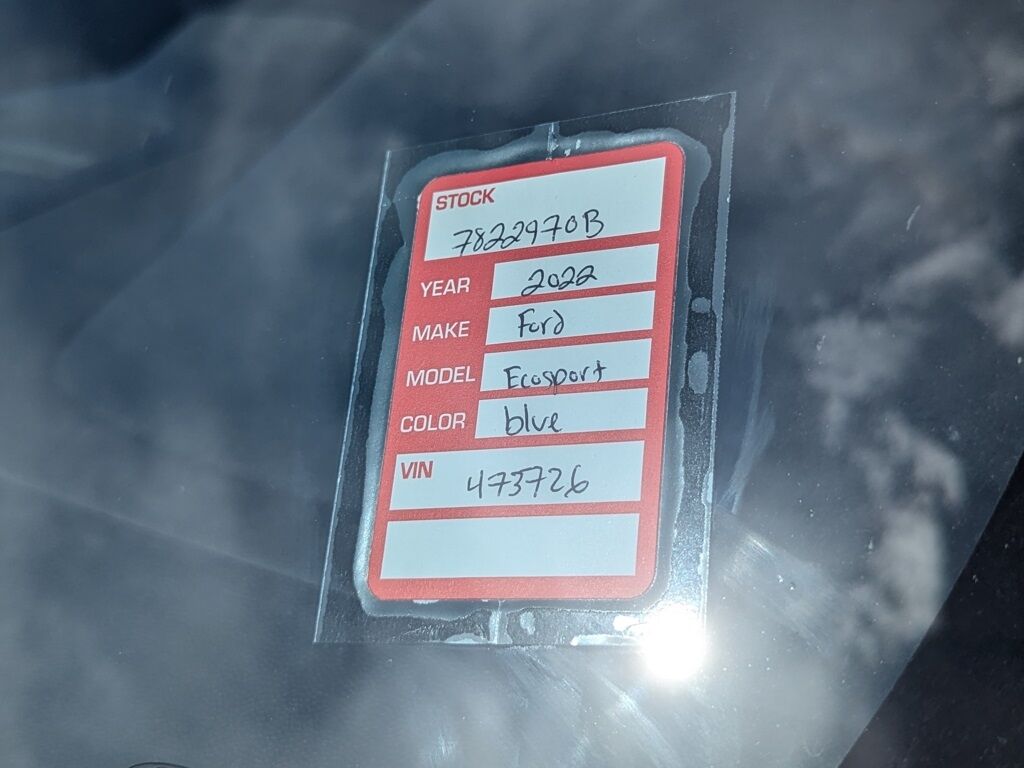 STOCK
7822970B
YEAR 2022
MAKE Ford
MODEL Ecosport
COLOR blue
VIN 473726